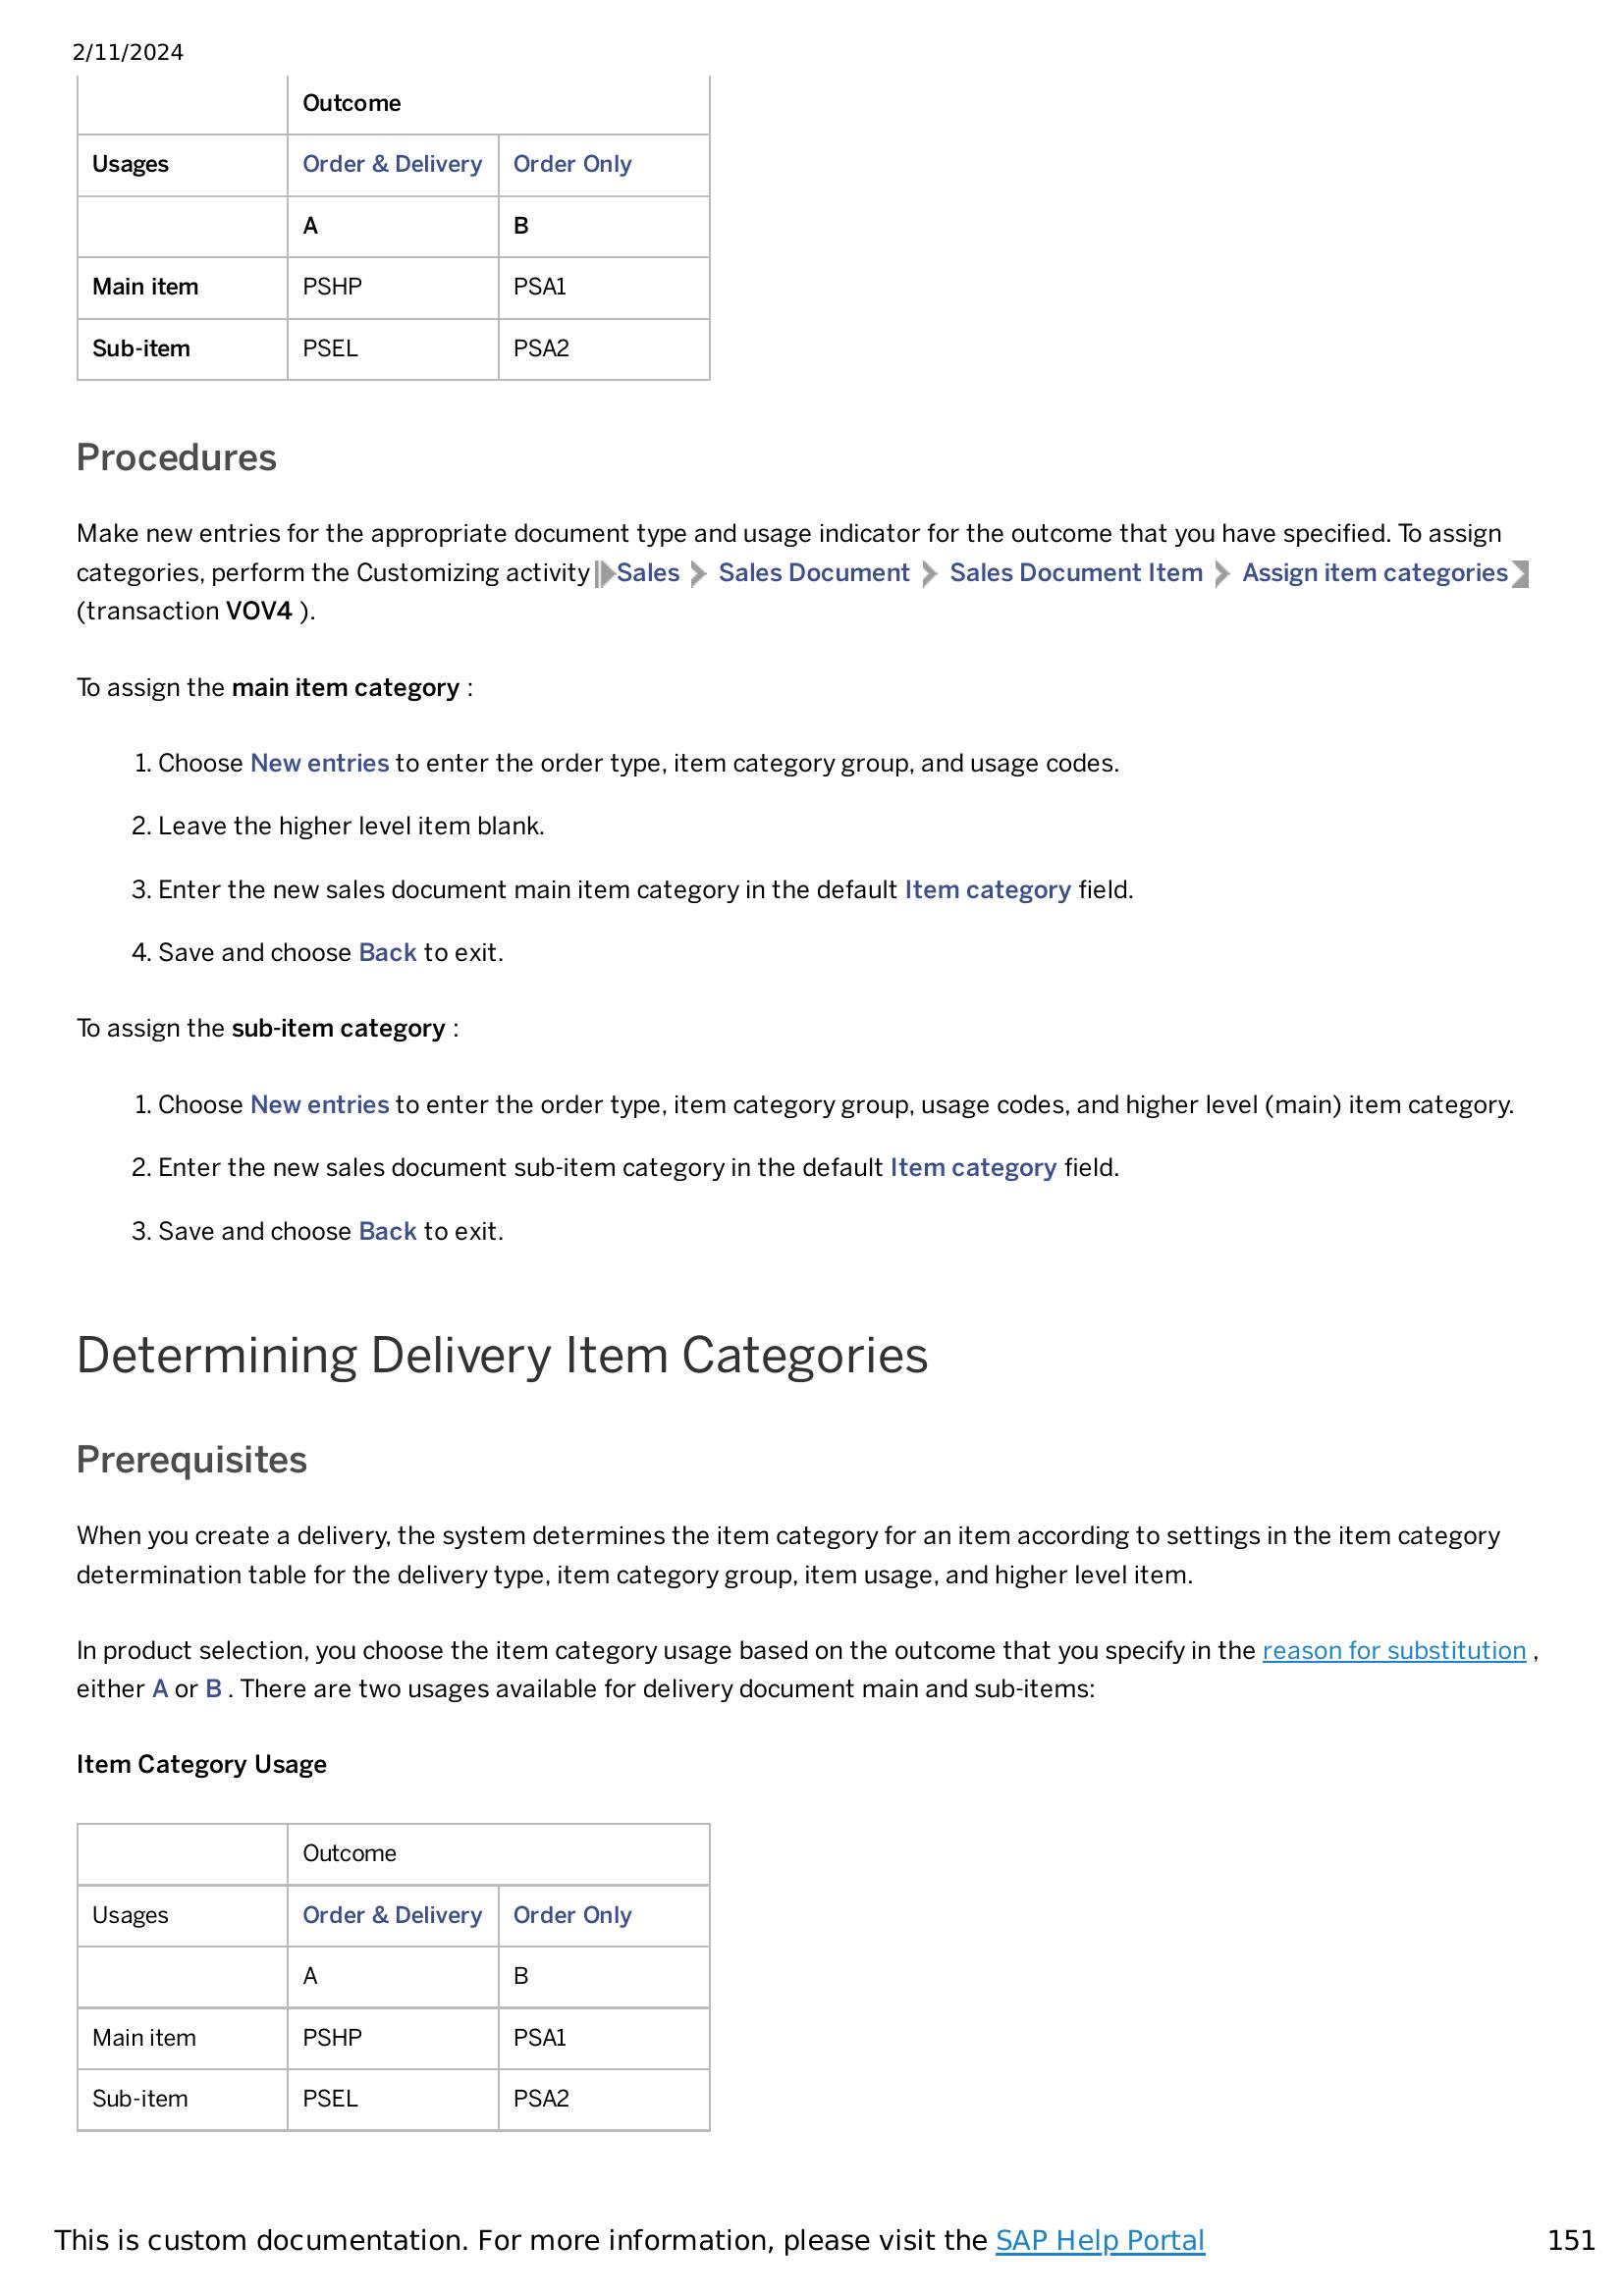 2/11/2024
Outcome
Usages Order & Delivery Order Only
A B
Main item PSHP PSA1
Sub-item PSEL PSA2
Procedures
Make new entries for the appropriate document type and usage indicator for the outcome that you have specified. To assign
categories, perform the Customizing activity Sales Sales Document Sales Document Item Assign item categories
(transaction VOV4 ).
To assign the main item category :
1. Choose New entries to enter the order type, item category group, and usage codes.
2. Leave the higher level item blank.
3. Enter the new sales document main item category in the default Item category field.
4. Save and choose Back to exit.
To assign the sub-item category :
1. Choose New entries to enter the order type, item category group, usage codes, and higher level (main) item category.
2. Enter the new sales document sub-item category in the default Item category field.
3. Save and choose Back to exit.
Determining Delivery Item Categories
Prerequisites
When you create a delivery, the system determines the item category for an item according to settings in the item category
determination table for the delivery type, item category group, item usage, and higher level item.
In product selection, you choose the item category usage based on the outcome that you specify in the reason for substitution ,
either A or B . There are two usages available for delivery document main and sub-items:
Item Category Usage
Outcome
Usages Order & Delivery Order Only
A B
Main item PSHP PSA1
Sub-item PSEL PSA2
This is custom documentation. For more information, please visit the SAP Help Portal 151